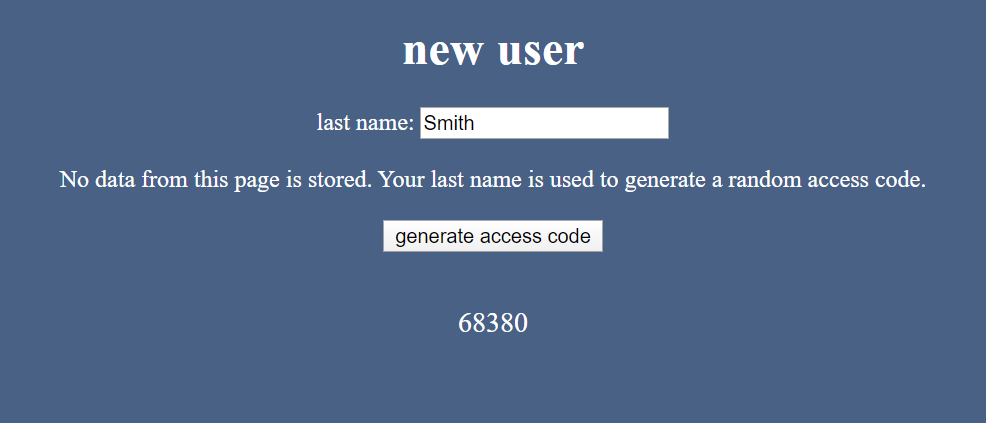 new user
last name: Smith
No data from this page is stored. Your last name is used to generate a random access code.
generate access code
68380